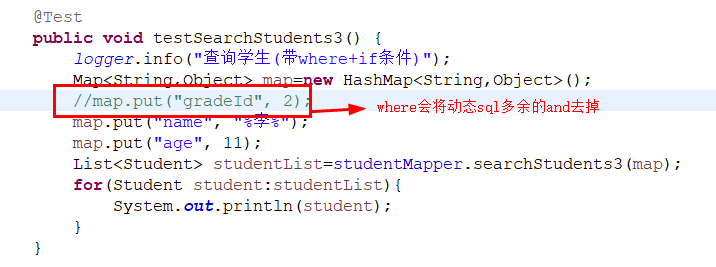 @Test
public void testSearchStudents3() {
logger.info("查询学生(带where+if条件)");
Map<String,Object> map=new HashMap<String,Object>();
//map.put("gradeId", 2);
where会将动态sql多余的and去掉
map.put("name", "%李%");
map.put("age", 11);
List<Student> studentList=studentMapper.searchStudents3(map);
for(Student student:studentList){
System.out.println(student);
}
}